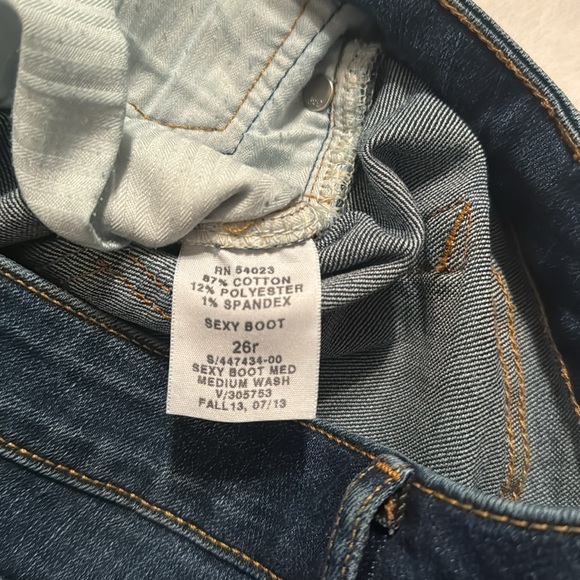 RN 54023
87% COTTON
12% POLYESTER
1% SPANDEX
SEXY BOOT
26r
S/447434-00
SEXY BOOT MED
MEDIUM WASH
V/305753
FALL13, 07/13